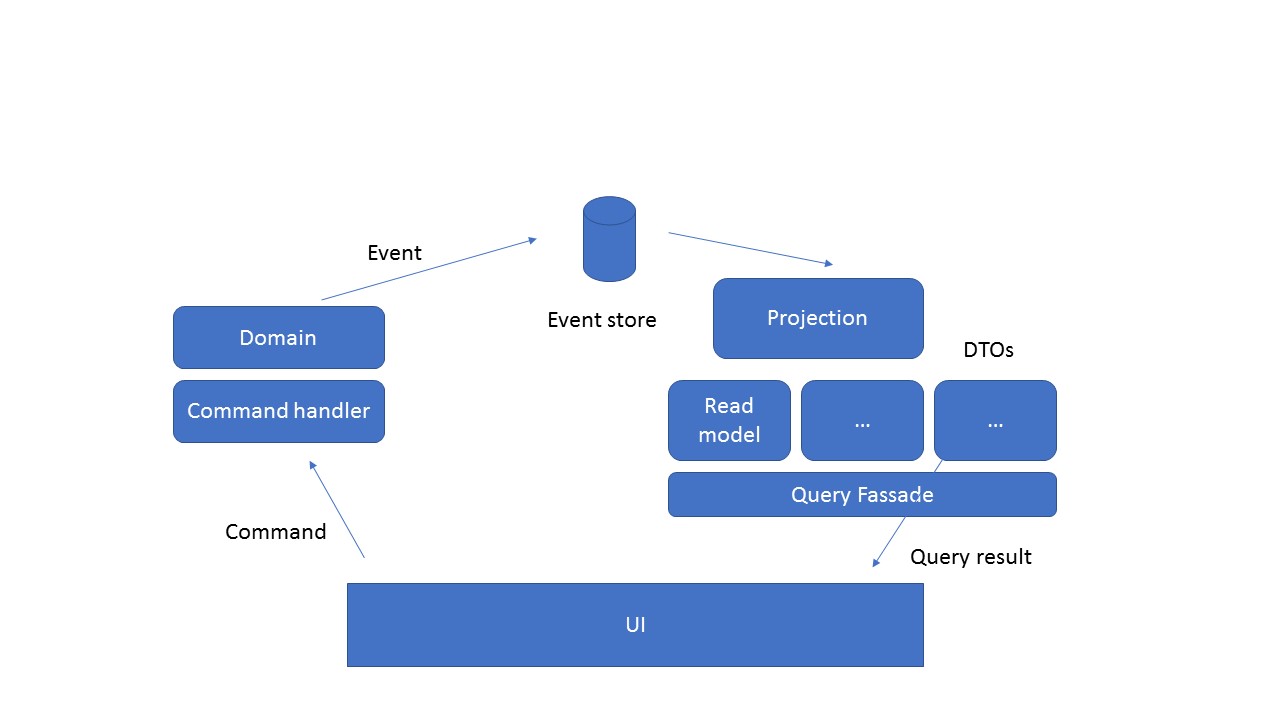 Event
Event store
Domain
Projection
DTOs
Command handler
Read
model
...
...
Query Fassade
Command
Query result
UI